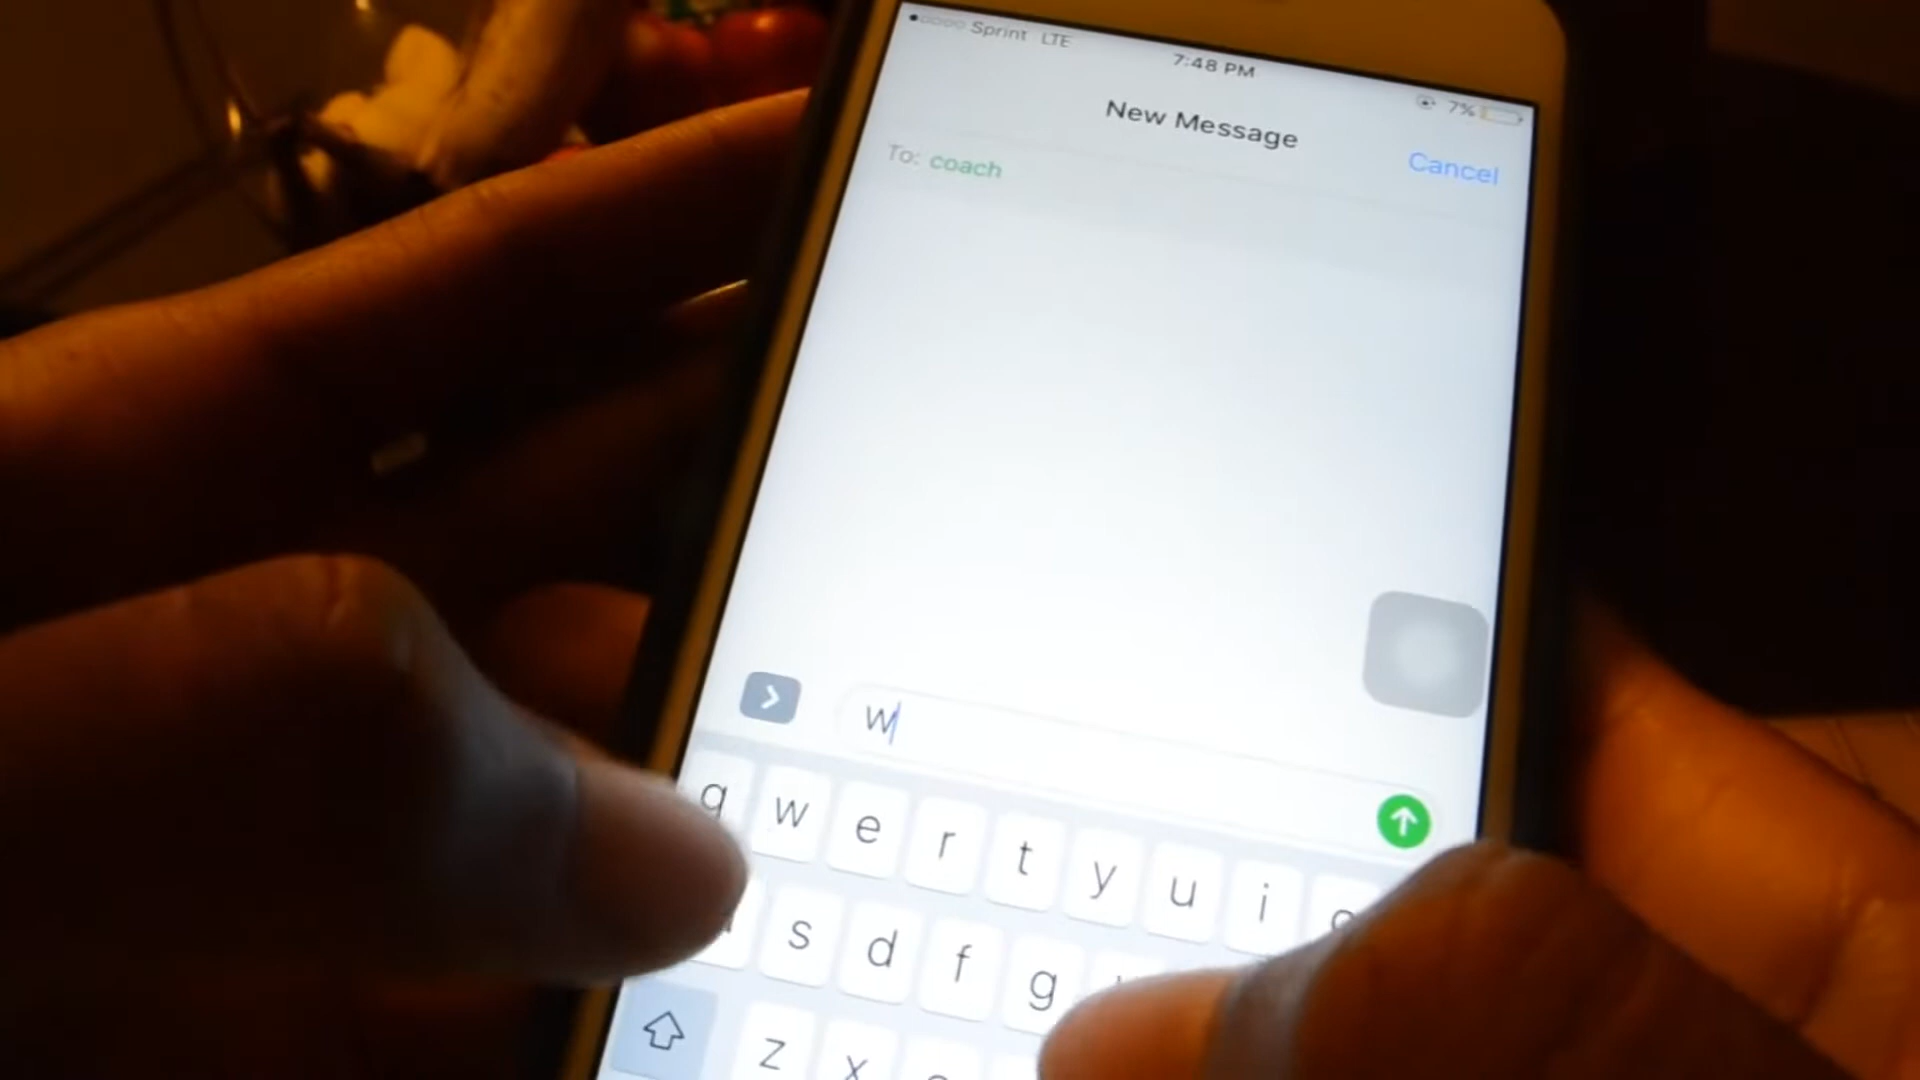 Sprint LTE
7:48 PM
7%
New Message
Cancel
To: coach
W
q w e r t y u i
s d f g
z x